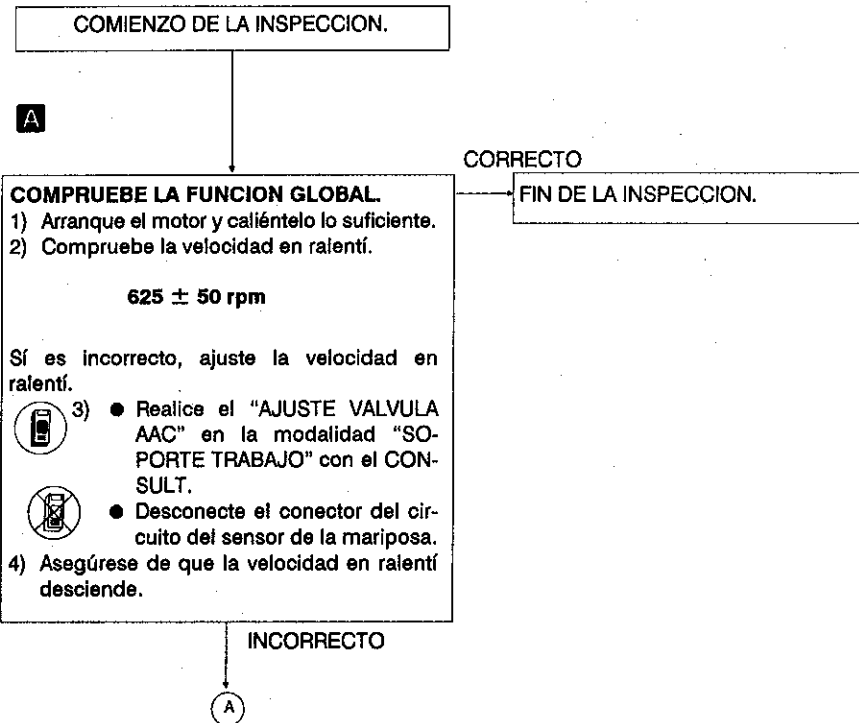 COMIENZO DE LA INSPECCION.
A
CORRECTO
COMPRUEBE LA FUNCION GLOBAL.
FIN DE LA INSPECCION.
1) Arranque el motor y caliéntelo lo suficiente.
2) Compruebe la velocidad en ralentí.
625 ± 50 rpm
Sí es incorrecto, ajuste la velocidad en
ralentí.
3) ● Realice el “AJUSTE VALVULA
AAC” en la modalidad “SO-
PORTE TRABAJO” con el CON-
SULT.
● Desconecte el conector del cir-
cuito del sensor de la mariposa.
4) Asegúrese de que la velocidad en ralentí
desciende.
INCORRECTO
A